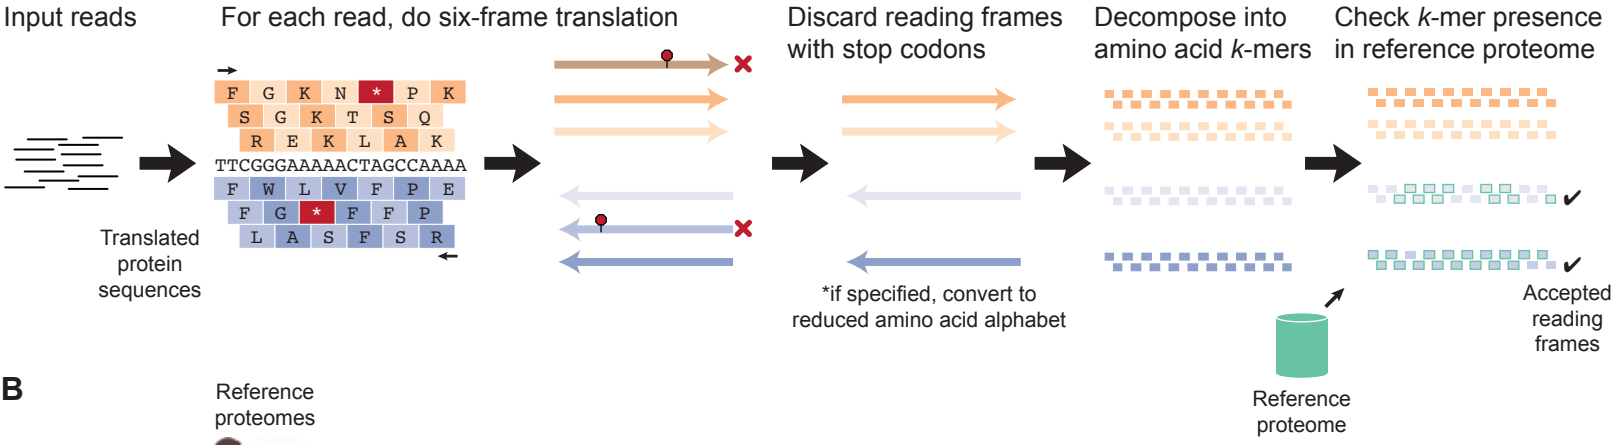 Input reads
For each read, do six-frame translation
Discard reading frames
with stop codons
Decompose into
amino acid k-mers
Check k-mer presence
in reference proteome
F G K N * P K
S G K T S Q
R E K L A K
TTCGGGAAAAACTAGCCAAAA
F W L V F P E
F G * F F P
L A S F S R
Translated
protein
sequences
*if specified, convert to
reduced amino acid alphabet
Accepted
reading
frames
Reference
proteome
B
Reference
proteomes